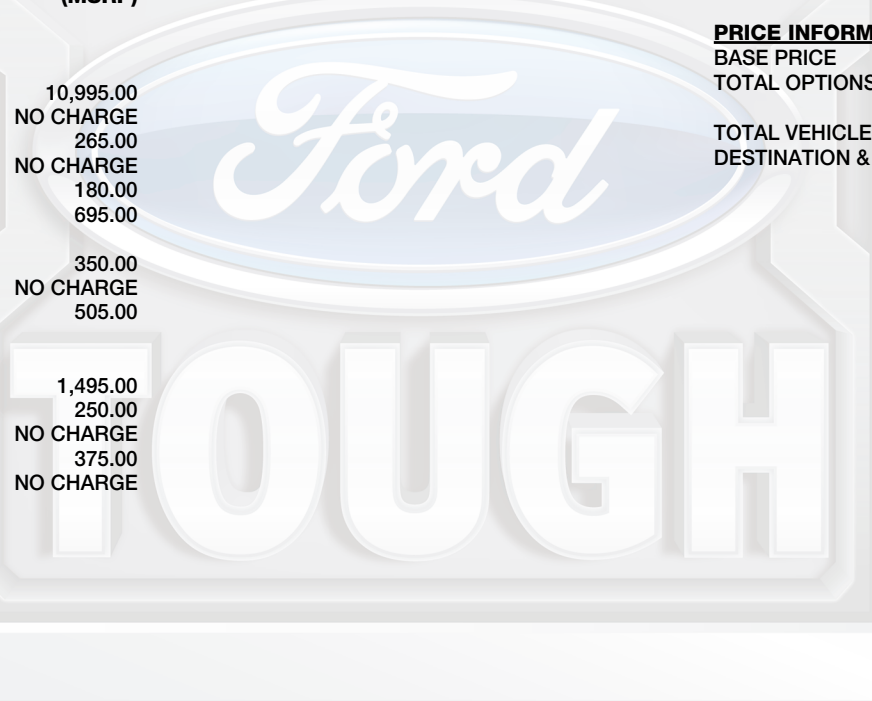 (MSRP)
10,995.00
NO CHARGE
265.00
NO CHARGE
180.00
695.00
350.00
NO CHARGE
505.00
1,495.00
250.00
NO CHARGE
375.00
NO CHARGE
PRICE INFORM
BASE PRICE
TOTAL OPTIONS
TOTAL VEHICLE
DESTINATION &
Ford
TOUGH